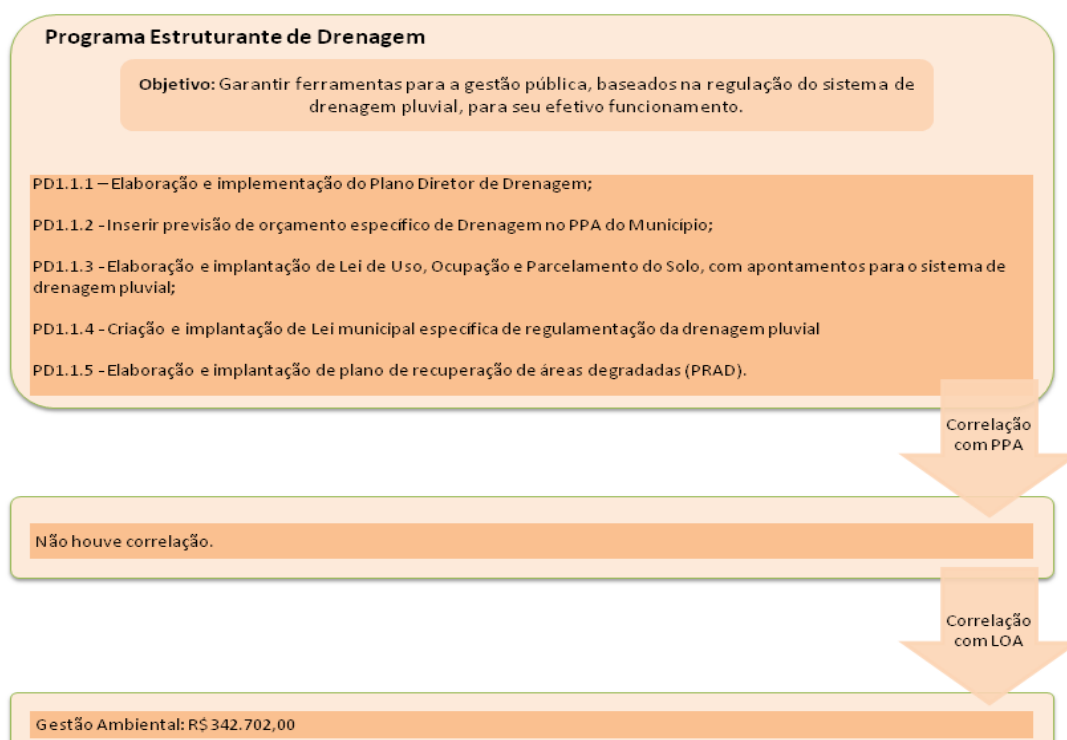 Programa Estruturante de Drenagem
Objetivo: Garantir ferramentas para a gestão pública, baseados na regulação do sistema de
drenagem pluvial, para seu efetivo funcionamento.
PD1.1.1 – Elaboração e implementação do Plano Diretor de Drenagem;
PD1.1.2 - Inserir previsão de orçamento específico de Drenagem no PPA do Município;
PD1.1.3 - Elaboração e implantação de Lei de Uso, Ocupação e Parcelamento do Solo, com apontamentos para o sistema de
drenagem pluvial;
PD1.1.4 - Criação e implantação de Lei municipal específica de regulamentação da drenagem pluvial
PD1.1.5 - Elaboração e implantação de plano de recuperação de áreas degradadas (PRAD).
Correlação
com PPA
Não houve correlação.
Correlação
com LOA
Gestão Ambiental: R$ 342.702,00